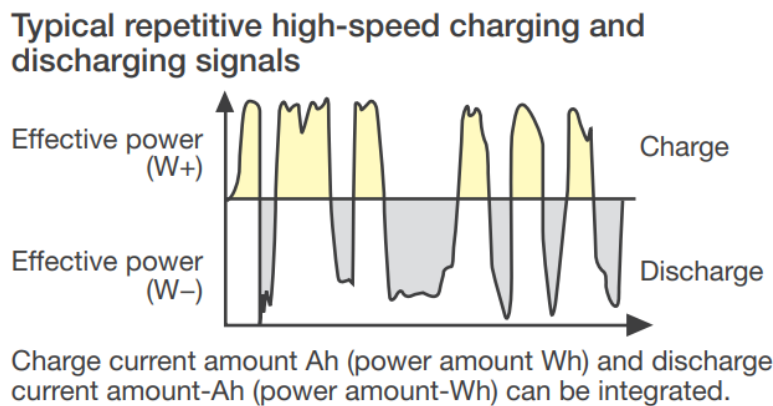 Typical repetitive high-speed charging and
discharging signals
Effective power
(W+)
Charge
Effective power
(W−)
Discharge
Charge current amount Ah (power amount Wh) and discharge
current amount-Ah (power amount-Wh) can be integrated.